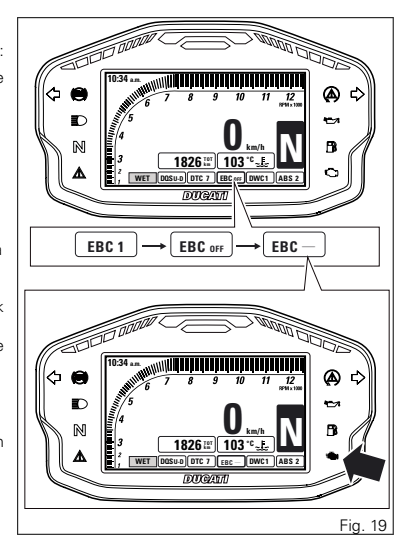 :
e
10:34 a.m.
6 7 8 9 10 11 12
RPM x 1000
5
4
3
2
1
0 km/h
N
1826 TOT km
103 °C
WET DQSU-D DTC 7 EBC OFF DWC1 ABS 2
DUCATI
n
EBC 1 → EBC OFF → EBC —
k
e
10:34 a.m.
6 7 8 9 10 11 12
RPM x 1000
5
4
3
2
1
0 km/h
N
1826 TOT km
103 °C
WET DQSU-D DTC 7 EBC — DWC1 ABS 2
DUCATI
n
Fig. 19